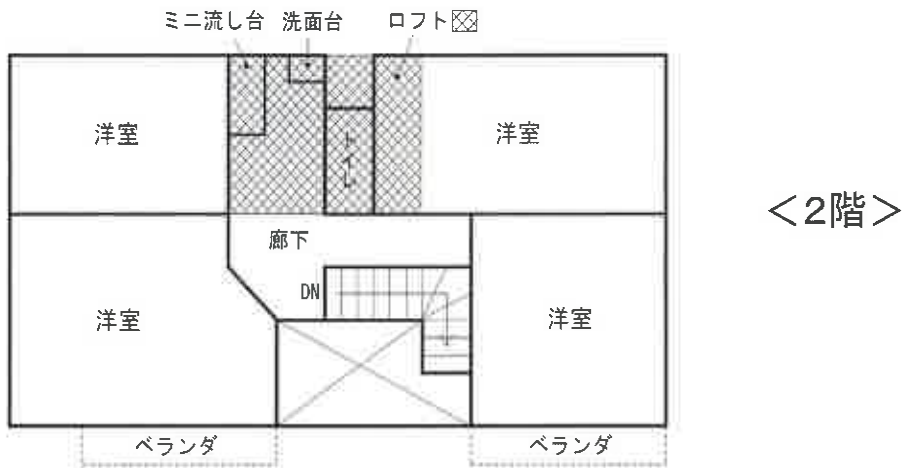 ミニ流し台 洗面台 ロフト
洋室 トイレ 洋室
<2階>
廊下
DN
洋室 洋室
ベランダ ベランダ